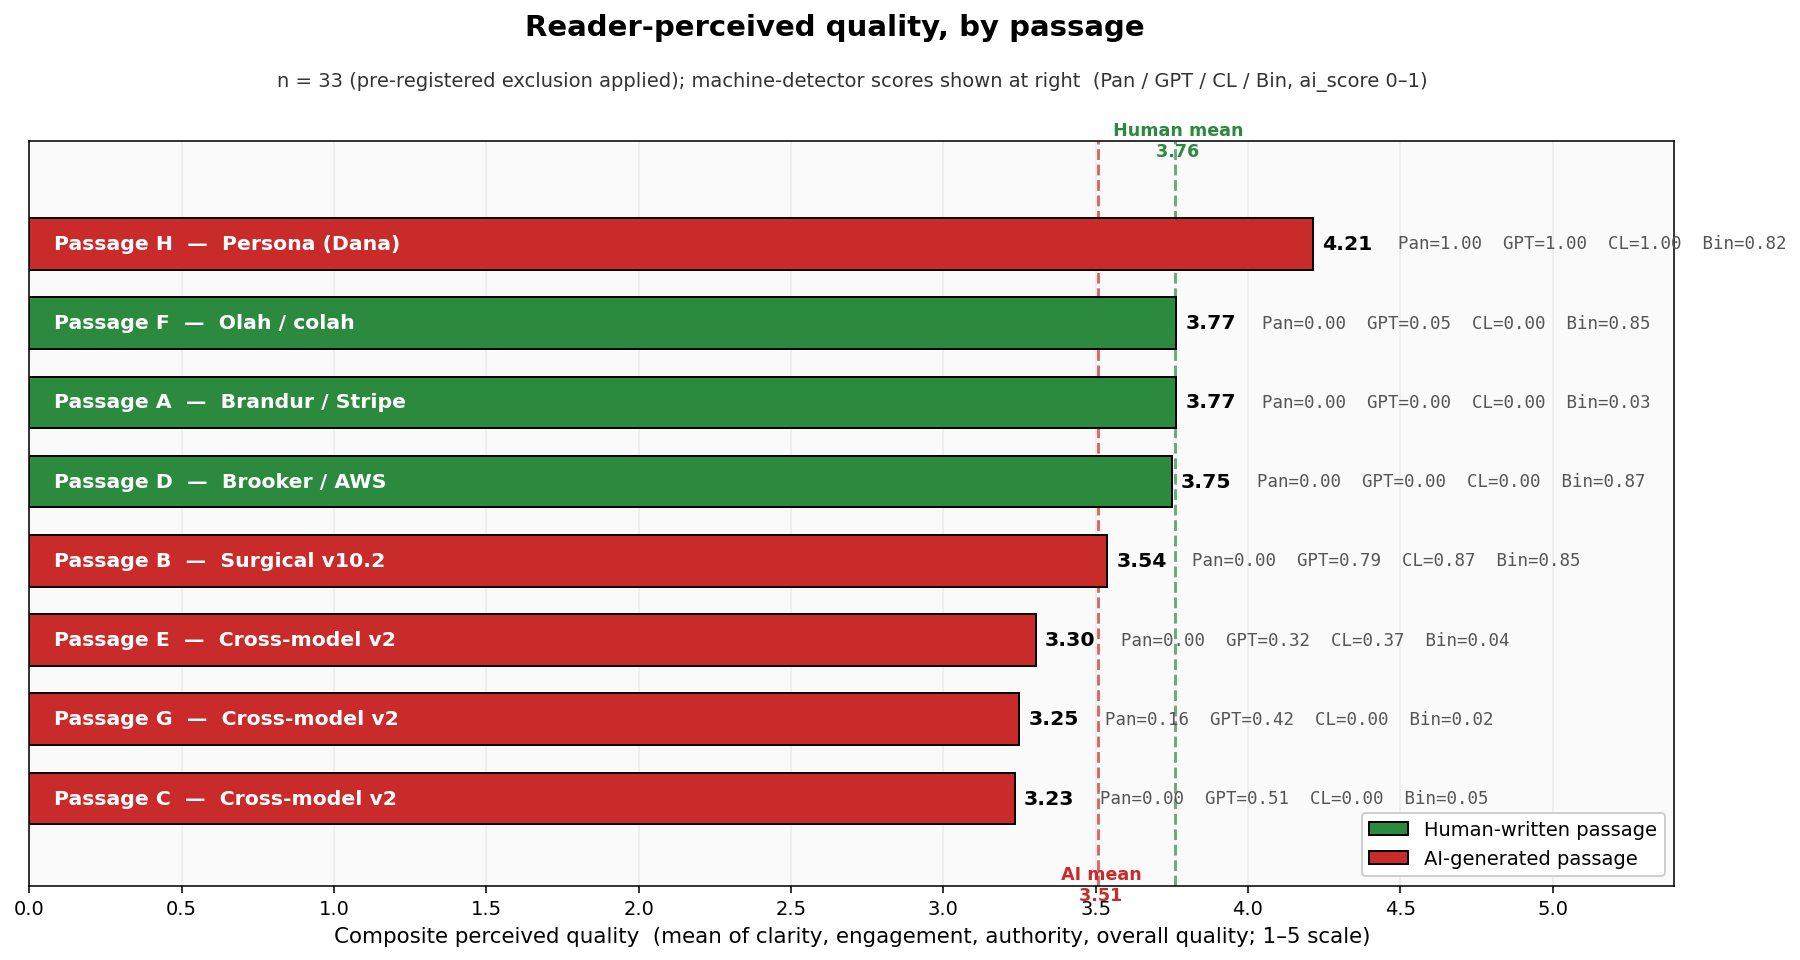 Reader-perceived quality, by passage
n = 33 (pre-registered exclusion applied); machine-detector scores shown at right  (Pan / GPT / CL / Bin, ai_score 0–1)
Human mean
3.76
Passage H — Persona (Dana) 4.21 Pan=1.00 GPT=1.00 CL=1.00 Bin=0.82
Passage F — Olah / colah 3.77 Pan=0.00 GPT=0.05 CL=0.00 Bin=0.85
Passage A — Brandur / Stripe 3.77 Pan=0.00 GPT=0.00 CL=0.00 Bin=0.03
Passage D — Brooker / AWS 3.75 Pan=0.00 GPT=0.00 CL=0.00 Bin=0.87
Passage B — Surgical v10.2 3.54 Pan=0.00 GPT=0.79 CL=0.87 Bin=0.85
Passage E — Cross-model v2 3.30 Pan=0.00 GPT=0.32 CL=0.37 Bin=0.04
Passage G — Cross-model v2 3.25 Pan=0.16 GPT=0.42 CL=0.00 Bin=0.02
Passage C — Cross-model v2 3.23 Pan=0.00 GPT=0.51 CL=0.00 Bin=0.05
Human-written passage
AI-generated passage
AI mean
3.51
0.0 0.5 1.0 1.5 2.0 2.5 3.0 3.5 4.0 4.5 5.0
Composite perceived quality  (mean of clarity, engagement, authority, overall quality; 1–5 scale)